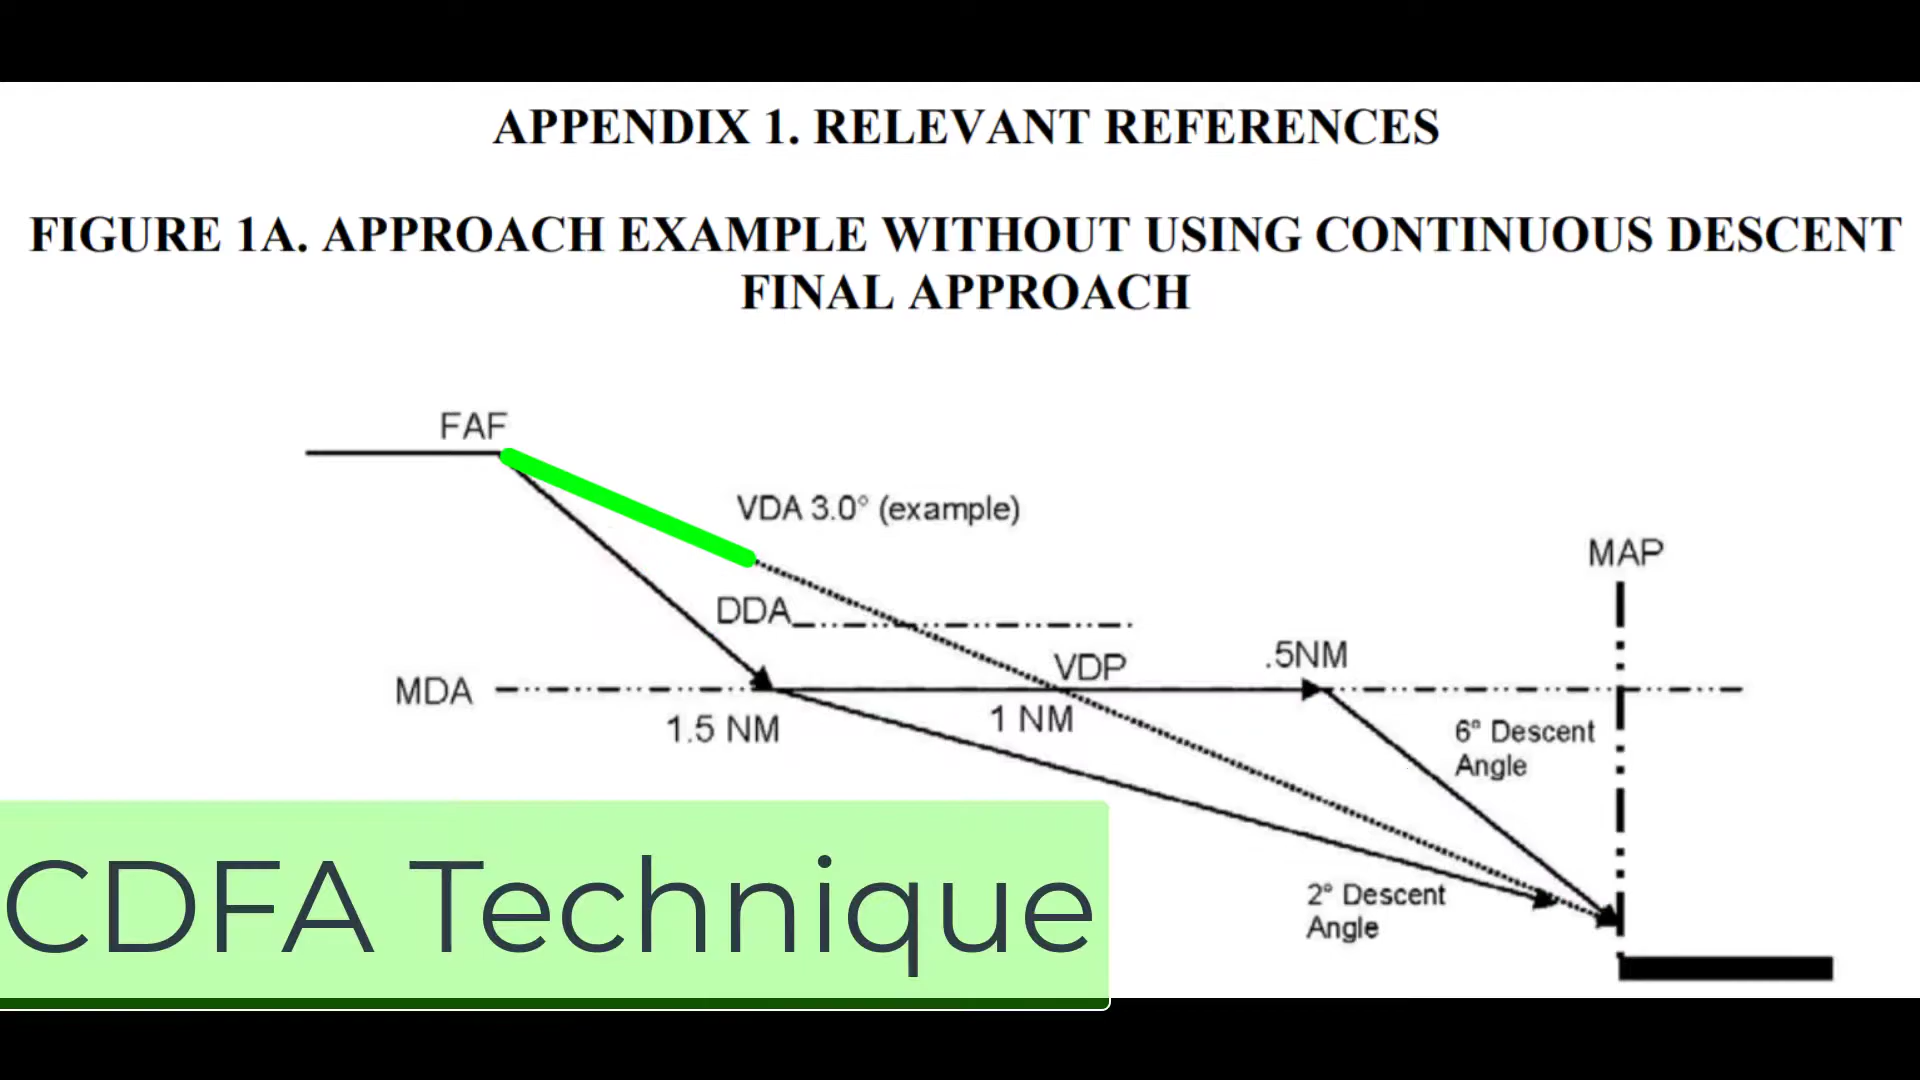 APPENDIX 1. RELEVANT REFERENCES
FIGURE 1A. APPROACH EXAMPLE WITHOUT USING CONTINUOUS DESCENT
FINAL APPROACH
FAF
VDA 3.0° (example)
MAP
DDA
VDP
.5NM
MDA
1.5 NM
1 NM
6° Descent
Angle
2° Descent
Angle
CDFA Technique